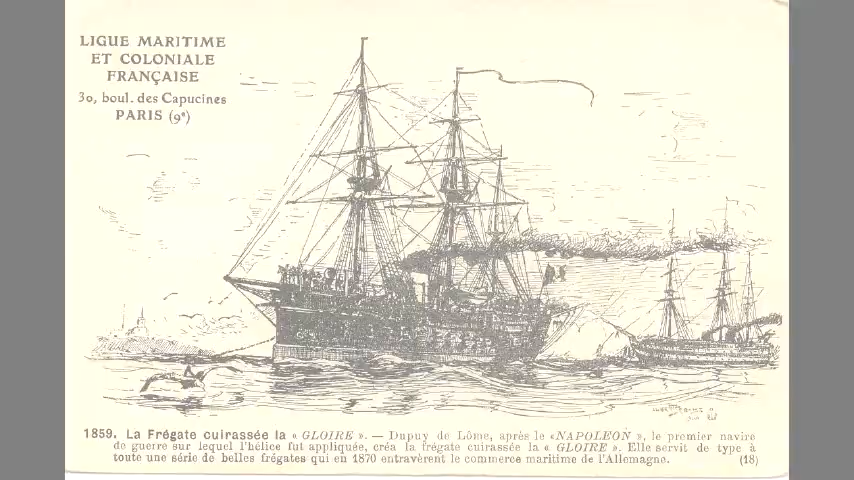 LIGUE MARITIME
ET COLONIALE
FRANÇAISE
30, boul. des Capucines
PARIS (9e)
1859. La Frégate cuirassée la « GLOIRE ». — Dupuy de Lôme, après le «NAPOLEON », le premier navire
de guerre sur lequel l'hélice fut appliquée, créa la frégate cuirassée la « GLOIRE ». Elle servit de type à
toute une série de belles frégates qui en 1870 entravèrent le commerce maritime de l'Allemagne. (18)